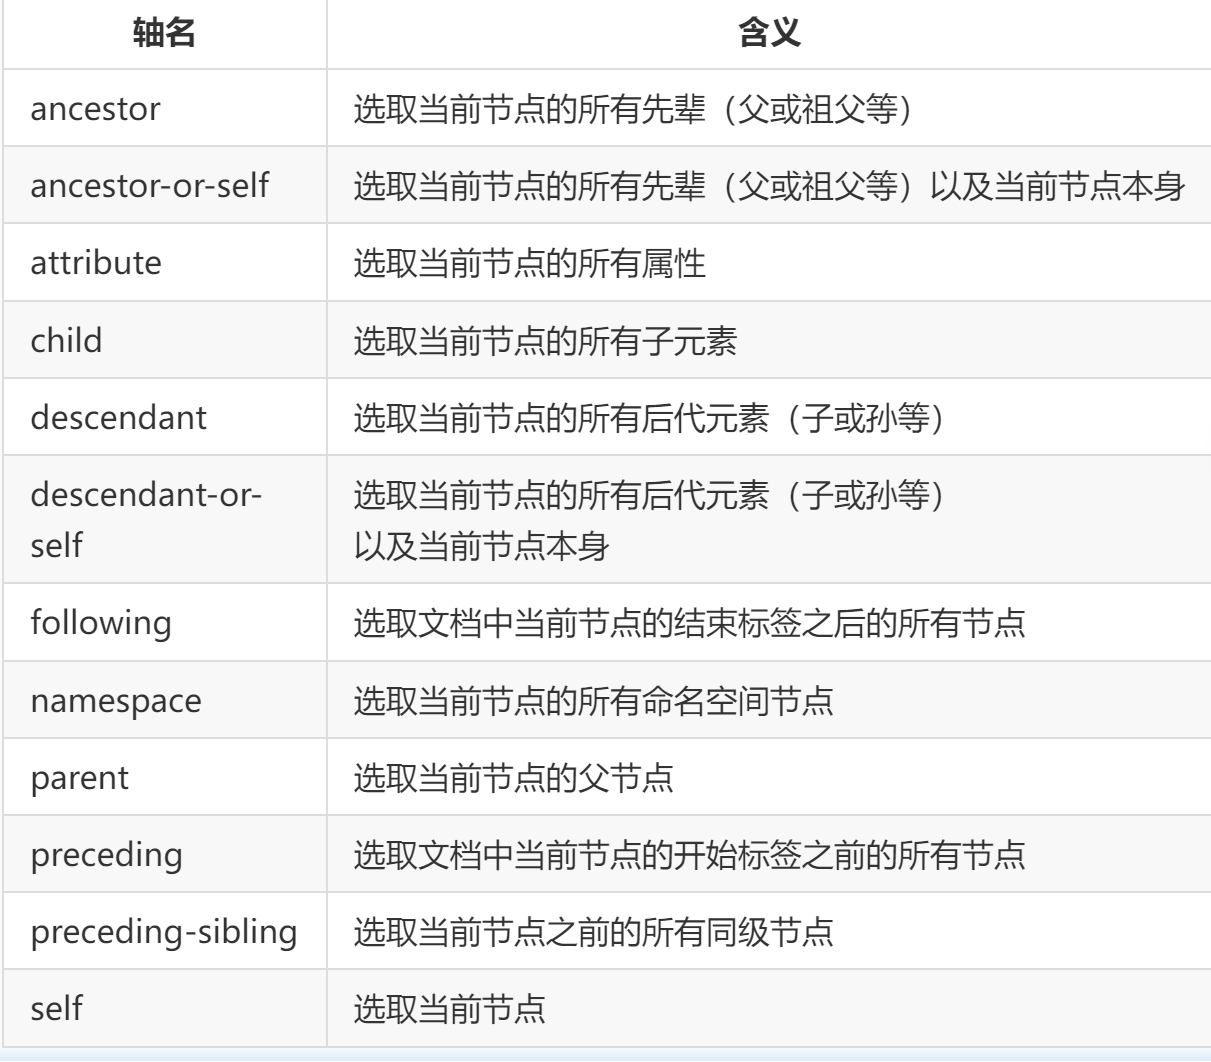 轴名 含义
ancestor 选取当前节点的所有先辈（父或祖父等）
ancestor-or-self 选取当前节点的所有先辈（父或祖父等）以及当前节点本身
attribute 选取当前节点的所有属性
child 选取当前节点的所有子元素
descendant 选取当前节点的所有后代元素（子或孙等）
descendant-or- 选取当前节点的所有后代元素（子或孙等）
self 以及当前节点本身
following 选取文档中当前节点的结束标签之后的所有节点
namespace 选取当前节点的所有命名空间节点
parent 选取当前节点的父节点
preceding 选取文档中当前节点的开始标签之前的所有节点
preceding-sibling 选取当前节点之前的所有同级节点
self 选取当前节点